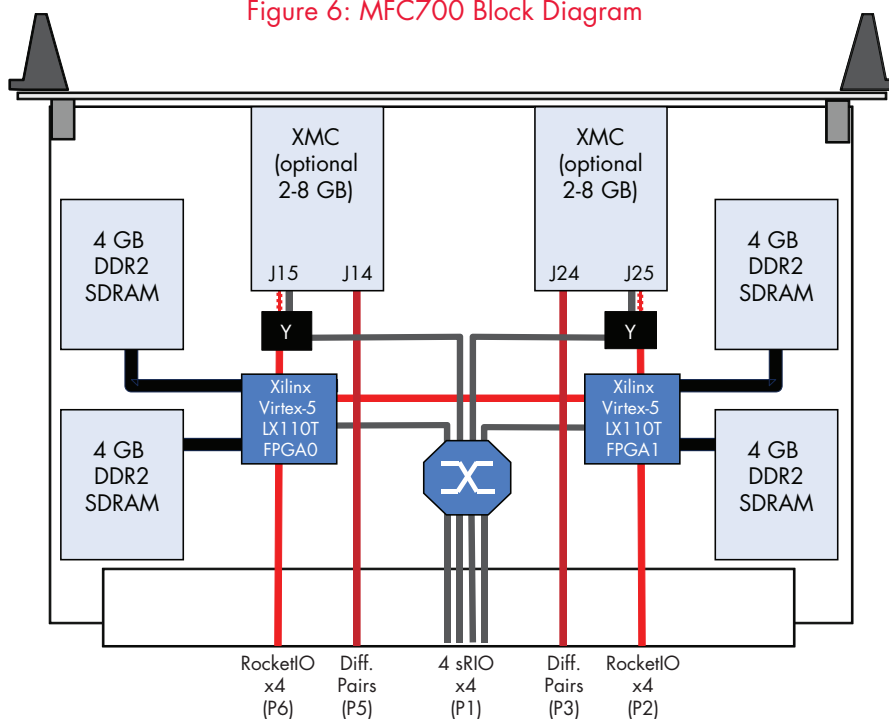 Figure 6: MFC700 Block Diagram
XMC
(optional
2-8 GB)
J15
J14
XMC
(optional
2-8 GB)
J24
J25
4 GB
DDR2
SDRAM
4 GB
DDR2
SDRAM
Y
Y
Xilinx
Virtex-5
LX110T
FPGA0
Xilinx
Virtex-5
LX110T
FPGA1
4 GB
DDR2
SDRAM
4 GB
DDR2
SDRAM
RocketIO
x4
(P6)
Diff.
Pairs
(P5)
4 sRIO
x4
(P1)
Diff.
Pairs
(P3)
RocketIO
x4
(P2)